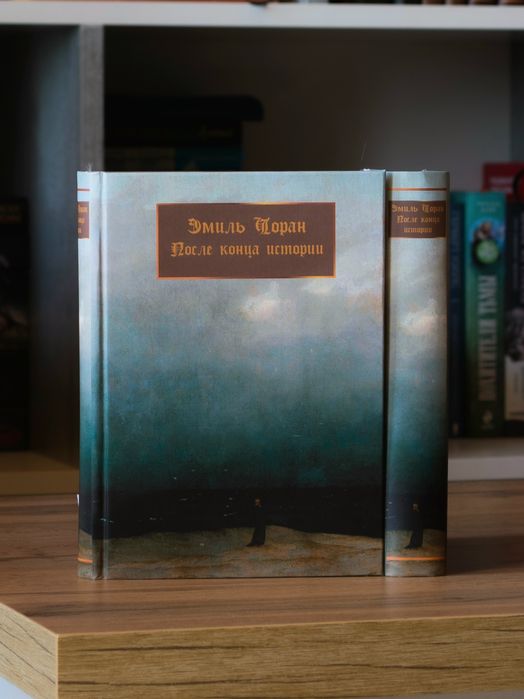 Эмиль Чоран
После конца истории
Эмиль Чоран
После конца
истории